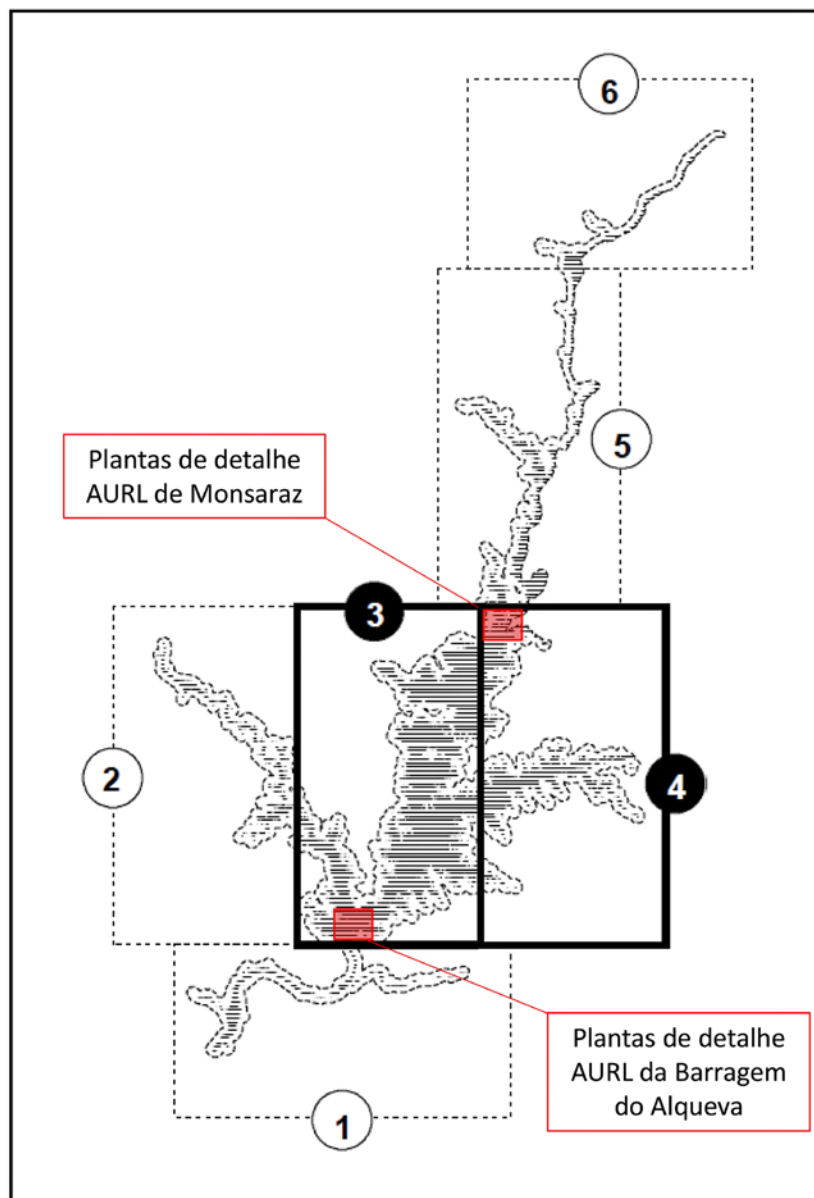 6
5
Plantas de detalhe
AURL de Monsaraz
3
2
4
Plantas de detalhe
AURL da Barragem
do Alqueva
1